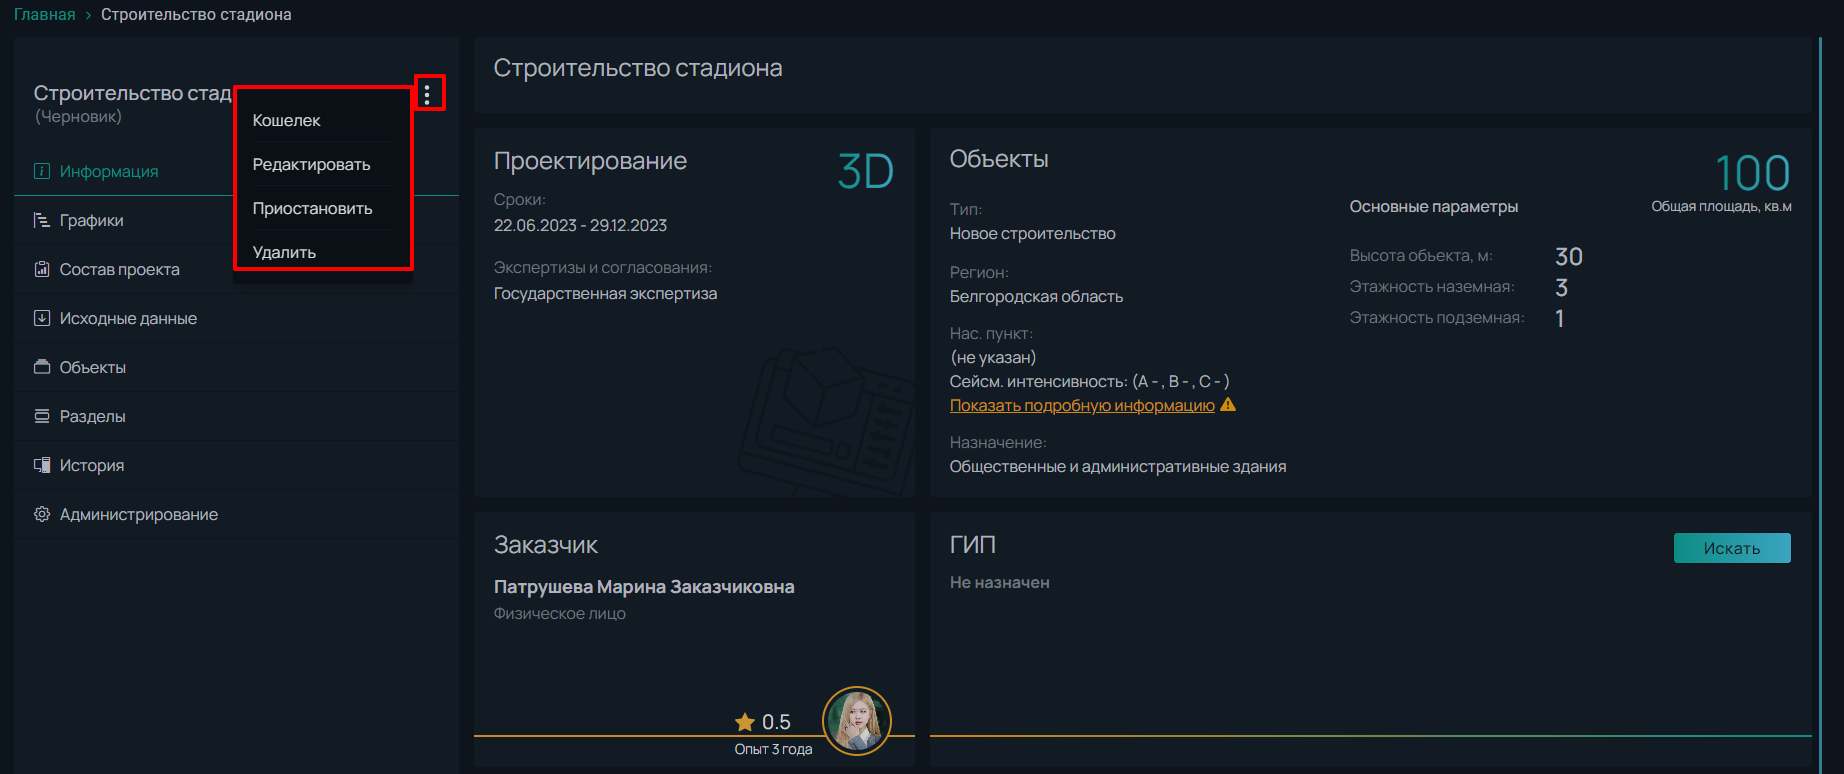 Главная › Строительство стадиона
Строительство стад
(Черновик)
Кошелек
Редактировать
Приостановить
Удалить
Информация
Графики
Состав проекта
Исходные данные
Объекты
Разделы
История
Администрирование
Строительство стадиона
Проектирование
3D
Сроки:
22.06.2023 - 29.12.2023
Экспертизы и согласования:
Государственная экспертиза
Объекты
100
Общая площадь, кв.м
Тип:
Новое строительство
Регион:
Белгородская область
Нас. пункт:
(не указан)
Сейсм. интенсивность: (A - , B - , C - )
Показать подробную информацию
Назначение:
Общественные и административные здания
Основные параметры
Высота объекта, м: 30
Этажность наземная: 3
Этажность подземная: 1
Заказчик
Патрушева Марина Заказчиковна
Физическое лицо
0.5
Опыт 3 года
ГИП
Искать
Не назначен